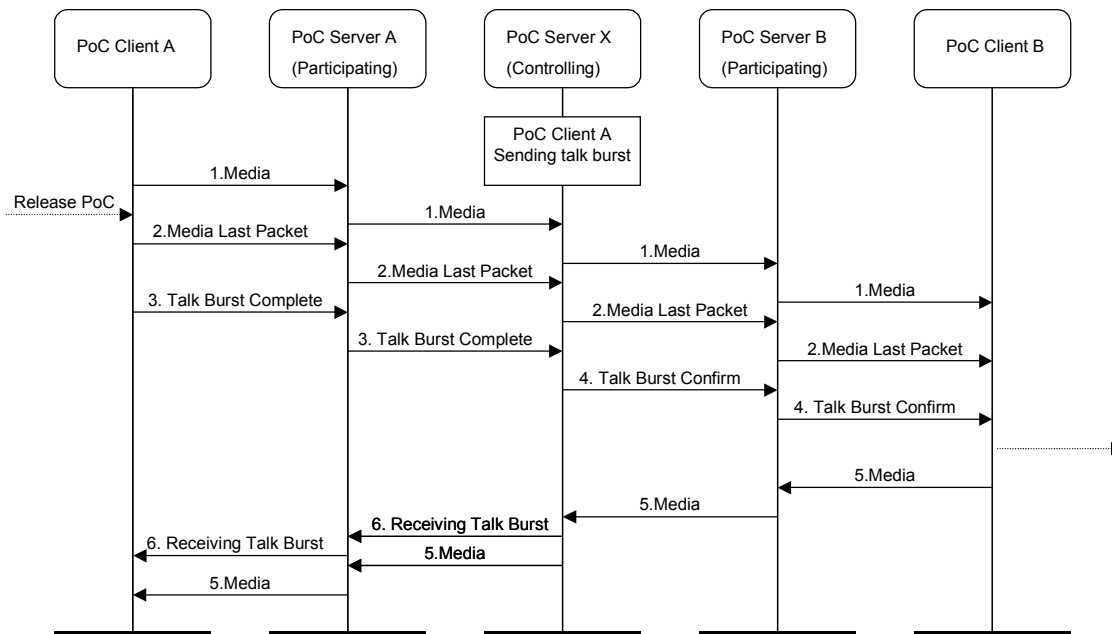 PoC Client A
PoC Server A
(Participating)
PoC Server X
(Controlling)
PoC Server B
(Participating)
PoC Client B
PoC Client A
Sending talk burst
1.Media
Release PoC
1.Media
2.Media Last Packet
1.Media
2.Media Last Packet
1.Media
3. Talk Burst Complete
2.Media Last Packet
3. Talk Burst Complete
2.Media Last Packet
4. Talk Burst Confirm
4. Talk Burst Confirm
5.Media
5.Media
6. Receiving Talk Burst
6. Receiving Talk Burst
5.Media
5.Media